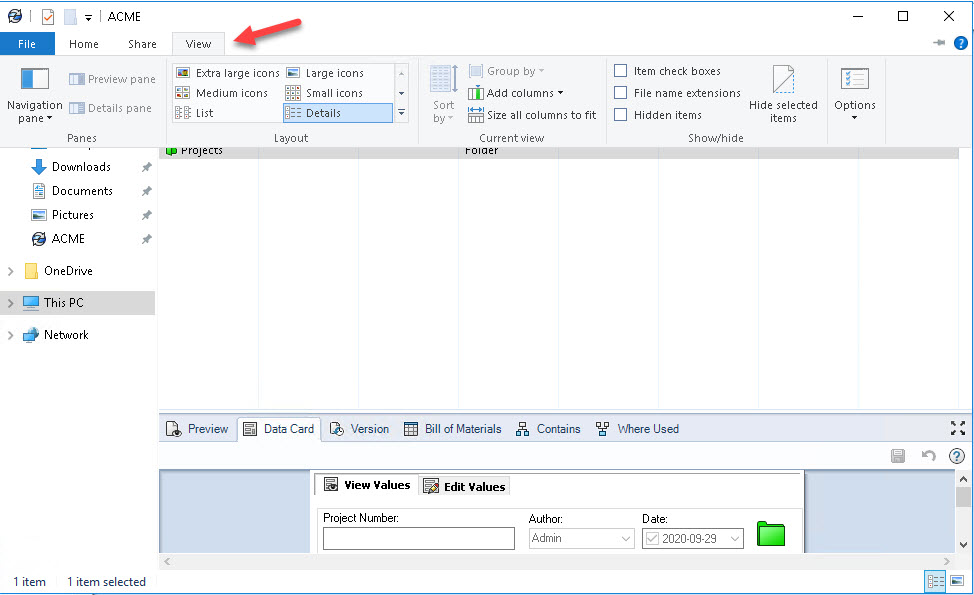 ACME
File Home Share View
Extra large icons Large icons
Medium icons Small icons
List Details
Navigation
pane
Preview pane
Details pane
Panes
Layout
Sort
by
Group by
Add columns
Size all columns to fit
Current view
Item check boxes
File name extensions
Hidden items
Hide selected
items
Show/hide
Options
Downloads
Documents
Pictures
ACME
OneDrive
This PC
Network
Projects Folder
Preview Data Card Version Bill of Materials Contains Where Used
View Values Edit Values
Project Number: Author: Date:
Admin 2020-09-29
1 item 1 item selected